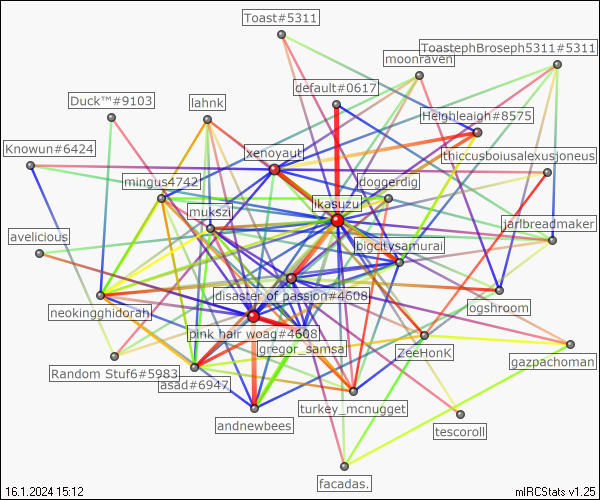 Toast#5311
ToastephBroseph5311#5311
moonraven
default#0617
Duck™#9103
lahnk
Heighleigh#8575
Knowun#6424
xenoyaut
thiccusboiusalexusjoneus
mingus4742
doggerdig
likasuzu
mukszi
jarlbreadmaker
avelicious
bigcitysamurai
disaster of passion#4608
neokingghidorah
ogshroom
pink hair woag#4608
gregor_samsa
ZeeHonK
gazpachoman
Random Stuf6#5983
asad#6947
turkey_mcnugget
andnewbees
tescoroll
facadas.
16.1.2024 15:12
mIRCStats v1.25